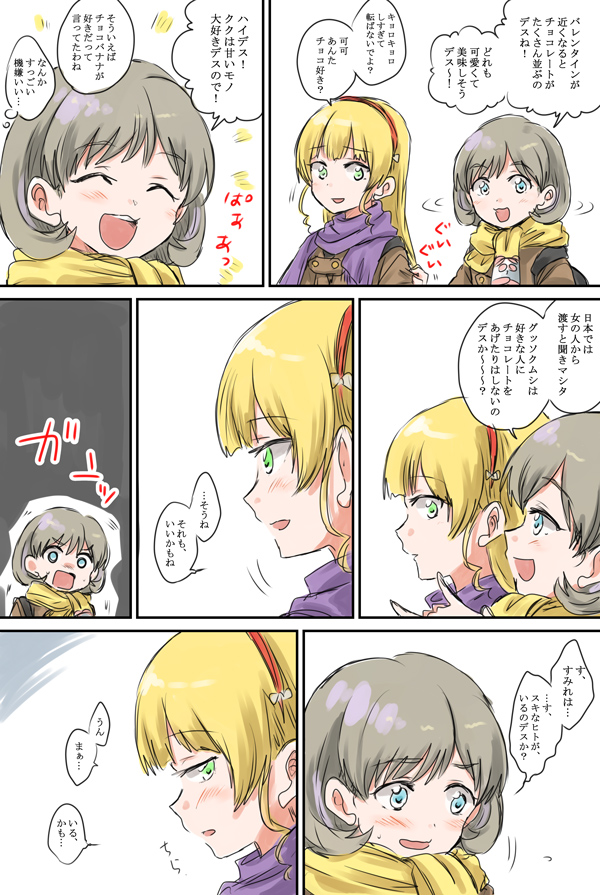 バレンタインが
近くなると
チョコレートが
たくさん並ぶの
デスね!
どれも
可愛くて
美味しそう
デス～!
キョロキョロ
しすぎて
転ばないでよ?
可可
あんた
チョコ好き?
ぐいぐい
ハイデス!
ククは甘いモノ
大好きデスので!
そういえば
チョコバナナが
好きだって
言ってたわね
なんか
すっごい
機嫌いい…
ぱぁ
あっ
日本では
女の人から
渡すと聞きマシタ
グソクムシは
好きな人に
チョコレートを
あげたりはしないの
デスか～～～?
…そうね
それも、
いいかもね
ガーッ
す、
すみれは…
…す、
スキなヒトが、
いるのデスか?
うん
まぁ…
いる、
かも…
ちら